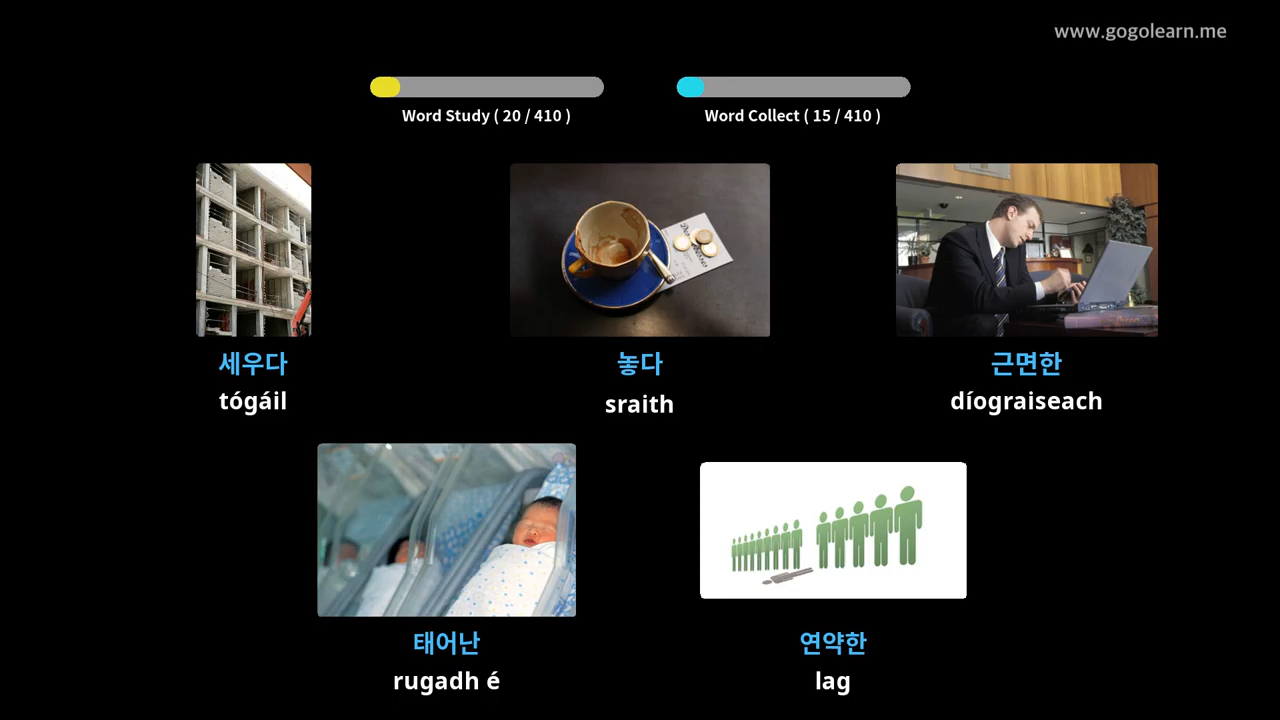 www.gogolearn.me
Word Study ( 20 / 410 )
Word Collect ( 15 / 410 )
세우다
tógáil
놓다
sraith
근면한
díograiseach
태어난
rugadh é
연약한
lag